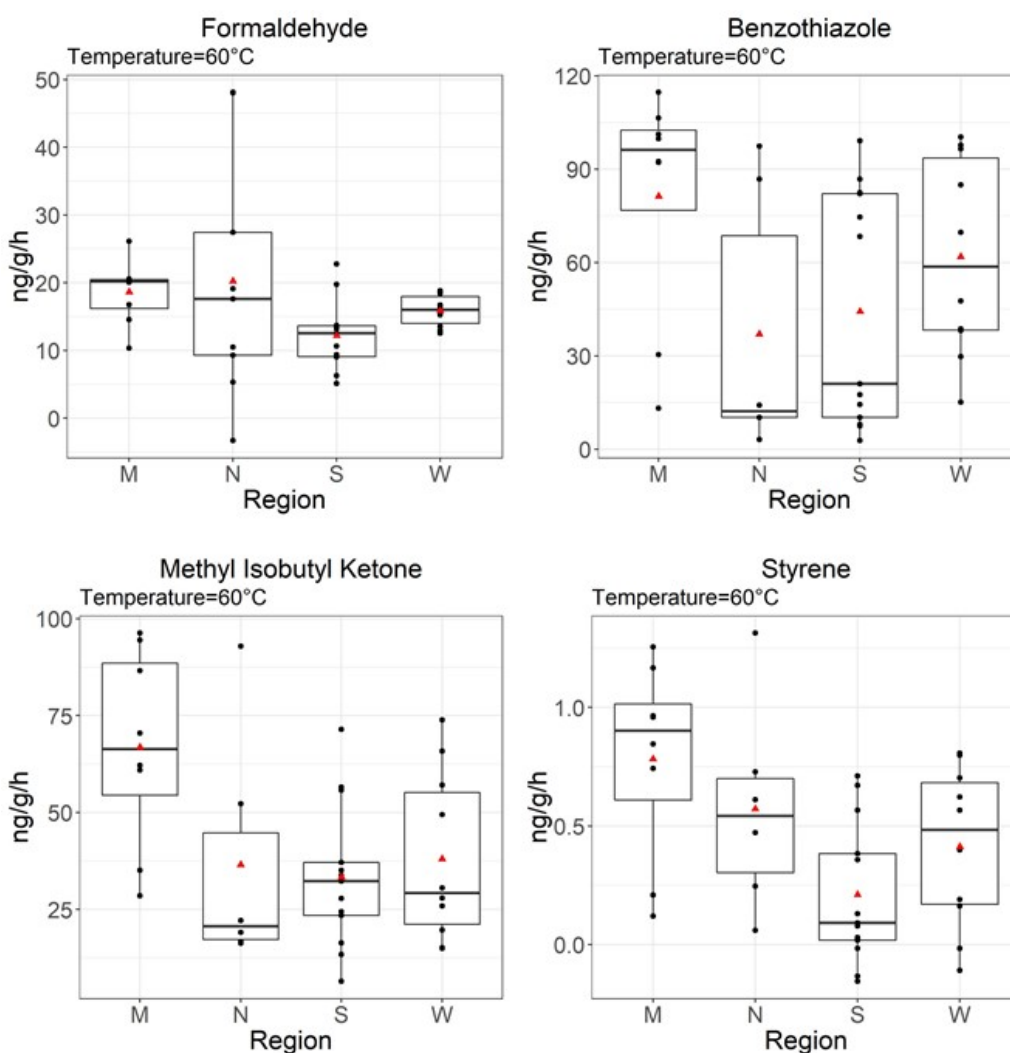 Formaldehyde
Temperature=60°C
ng/g/h
50
40
30
20
10
0
M N S W
Region
Benzothiazole
Temperature=60°C
ng/g/h
120
90
60
30
0
M N S W
Region
Methyl Isobutyl Ketone
Temperature=60°C
ng/g/h
100
75
50
25
M N S W
Region
Styrene
Temperature=60°C
ng/g/h
1.0
0.5
0.0
M N S W
Region